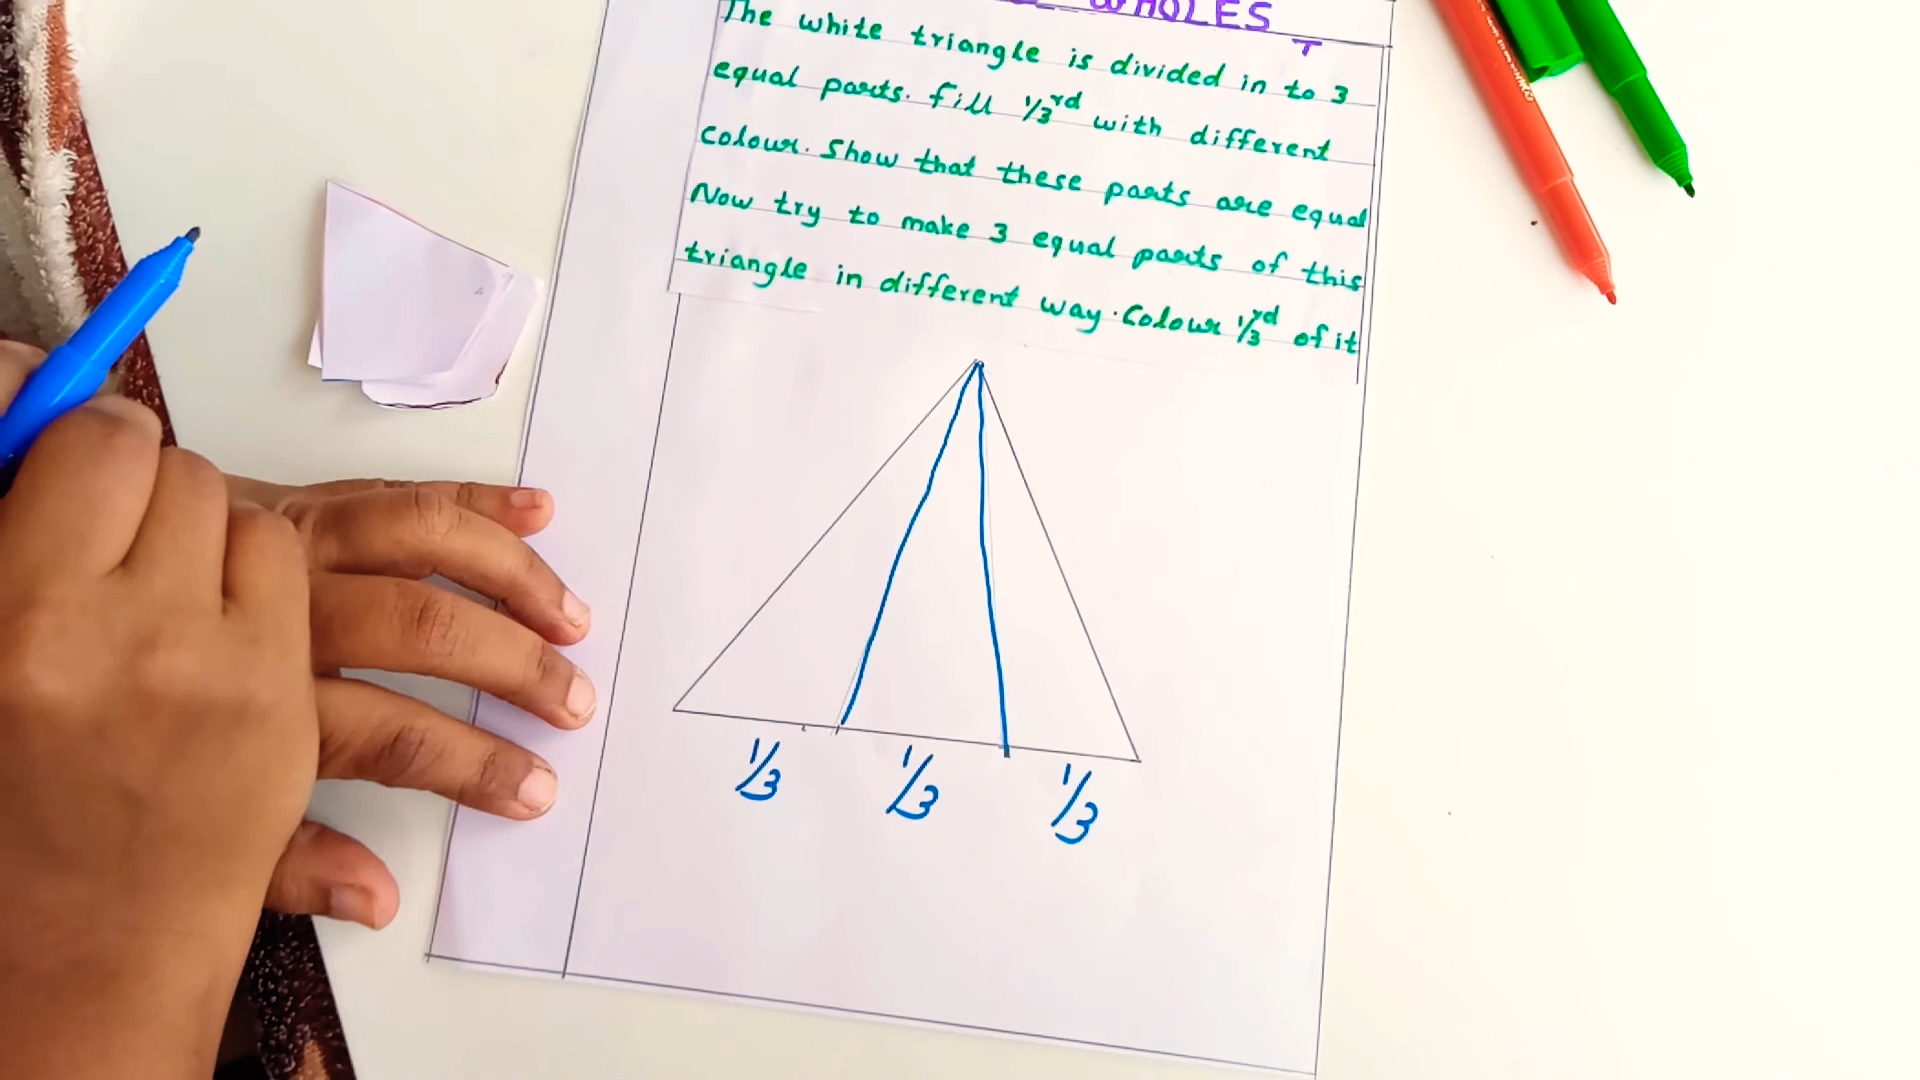 WHOLES
The white triangle is divided in to 3
equal parts. fill 1/3rd with different
colour. Show that these parts are equal
Now try to make 3 equal parts of this
triangle in different way. Colour 1/3rd of it
1/3 1/3 1/3